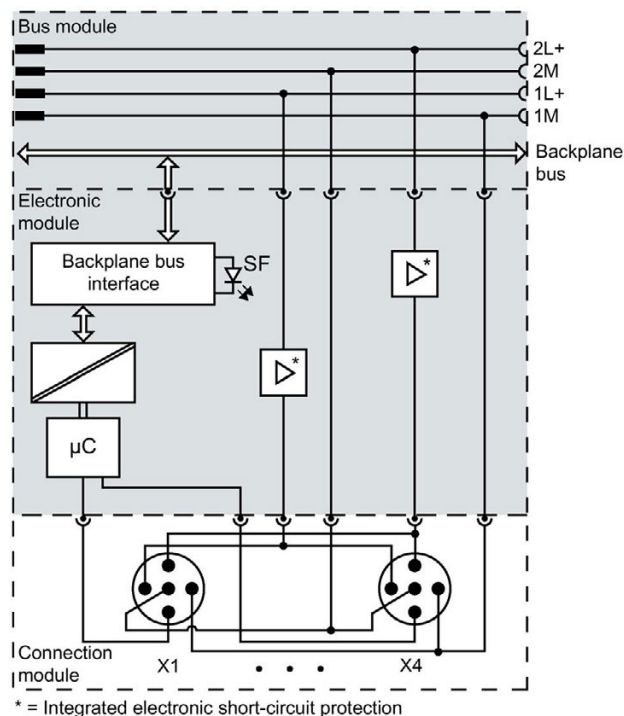 Bus module
2L+
2M
1L+
1M
Backplane
bus
Electronic
module
Backplane bus
interface
SF
*
*
µC
Connection
module
X1
. . .
X4
* = Integrated electronic short-circuit protection